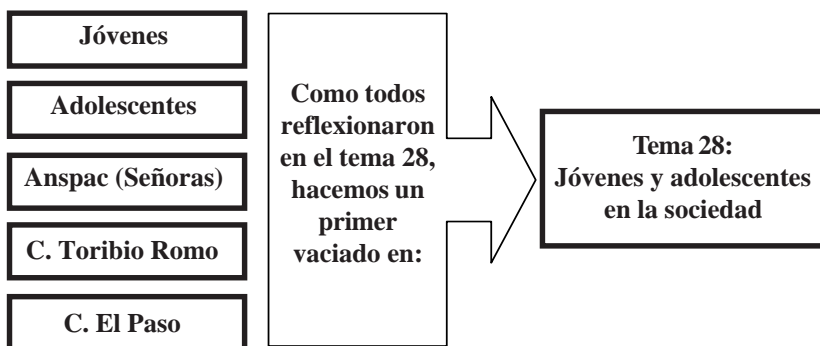 Jóvenes
Adolescentes
Anspac (Señoras)
C. Toribio Romo
C. El Paso
Como todos
reflexionaron
en el tema 28,
hacemos un
primer
vaciado en:
Tema 28:
Jóvenes y adolescentes
en la sociedad